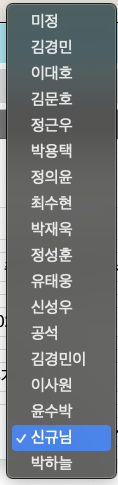 미정
김경민
이대호
김문호
정근우
박용택
정의윤
최수현
박재욱
정성훈
유태웅
신성우
공석
김경민이
이사원
윤수박
✓ 신규님
박하늘